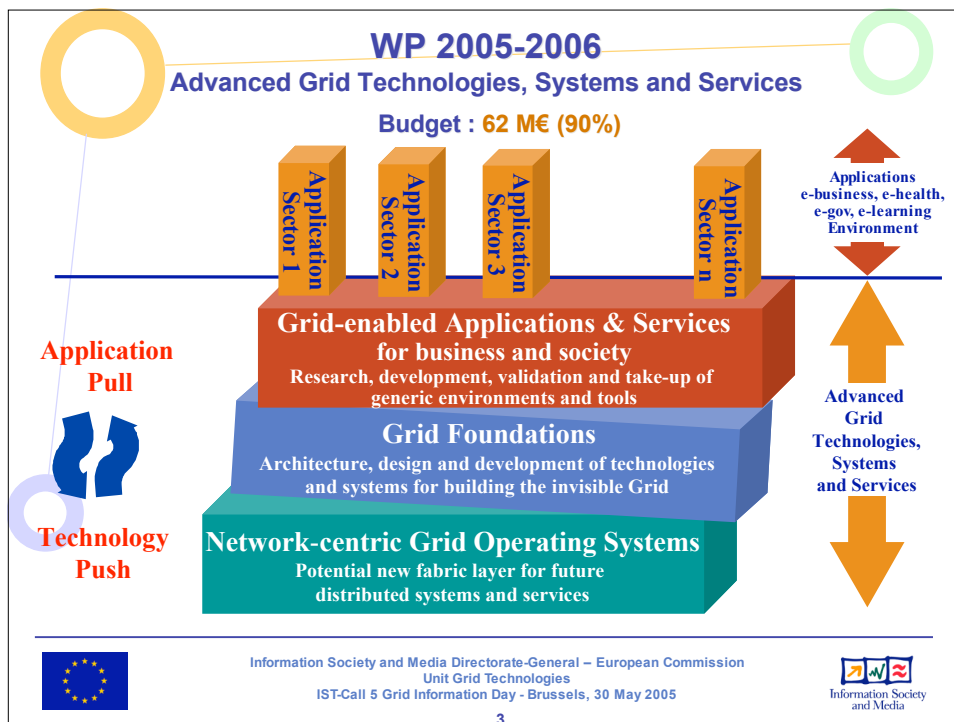 WP 2005-2006
Advanced Grid Technologies, Systems and Services
Budget : 62 M€ (90%)
Application
Sector 1
Application
Sector 2
Application
Sector 3
Application
Sector n
Applications
e-business, e-health,
e-gov, e-learning
Environment
Grid-enabled Applications & Services
for business and society
Research, development, validation and take-up of
generic environments and tools
Application
Pull
Grid Foundations
Architecture, design and development of technologies
and systems for building the invisible Grid
Advanced
Grid
Technologies,
Systems
and Services
Technology
Push
Network-centric Grid Operating Systems
Potential new fabric layer for future
distributed systems and services
Information Society and Media Directorate-General – European Commission
Unit Grid Technologies
IST-Call 5 Grid Information Day - Brussels, 30 May 2005
3
Information Society
and Media